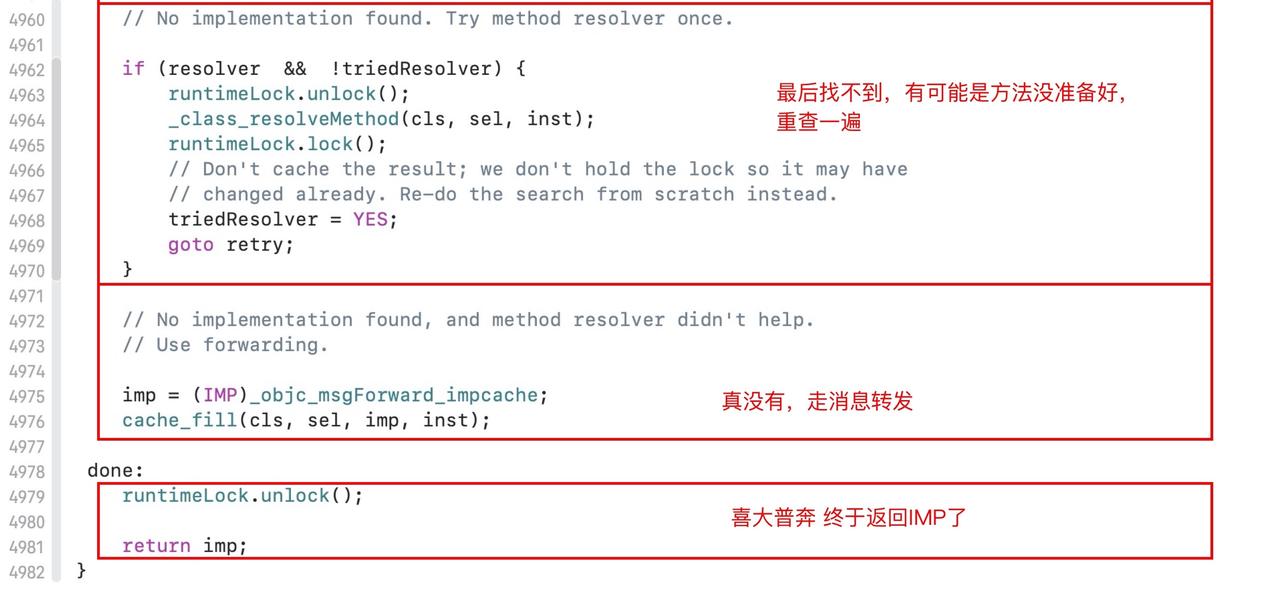 4960 // No implementation found. Try method resolver once.
4961
4962 if (resolver && !triedResolver) {
4963 runtimeLock.unlock();
最后找不到，有可能是方法没准备好，
4964 _class_resolveMethod(cls, sel, inst);
重查一遍
4965 runtimeLock.lock();
4966 // Don't cache the result; we don't hold the lock so it may have
4967 // changed already. Re-do the search from scratch instead.
4968 triedResolver = YES;
4969 goto retry;
4970 }
4971
4972 // No implementation found, and method resolver didn't help.
4973 // Use forwarding.
4974
4975 imp = (IMP)_objc_msgForward_impcache;
真没有，走消息转发
4976 cache_fill(cls, sel, imp, inst);
4977
4978 done:
4979 runtimeLock.unlock();
4980
喜大普奔 终于返回IMP了
4981 return imp;
4982 }